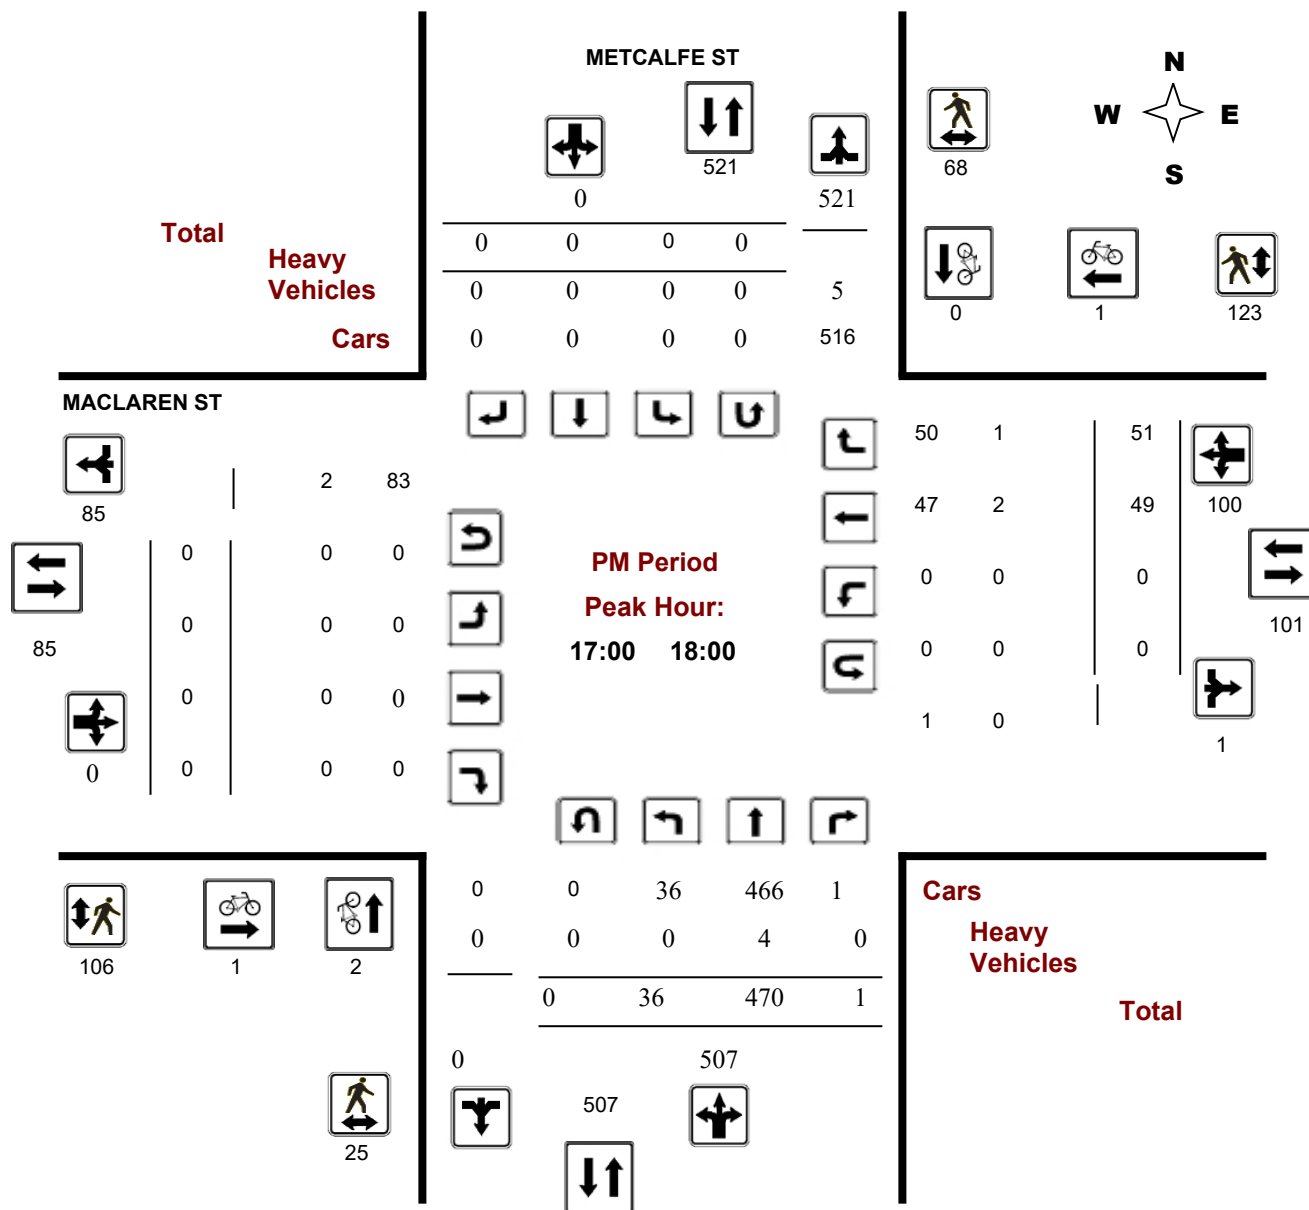 METCALFE ST
N
W E
S
521
68
0 521
Total
0 0 0 0
Heavy
Vehicles
0 0 0 0 5
0 1 123
Cars
0 0 0 0 516
MACLAREN ST
50 1 51
2 83
85
47 2 49 100
0 0 0
PM Period
0 0 0
Peak Hour:
0 0 0
101
85
17:00 18:00
0 0 0
0 0 0
1 0
1
0
0 0 0
0 0 36 466 1
Cars
0 0 0 4 0
Heavy
Vehicles
106 1 2
0 36 470 1
Total
0 507
507
25